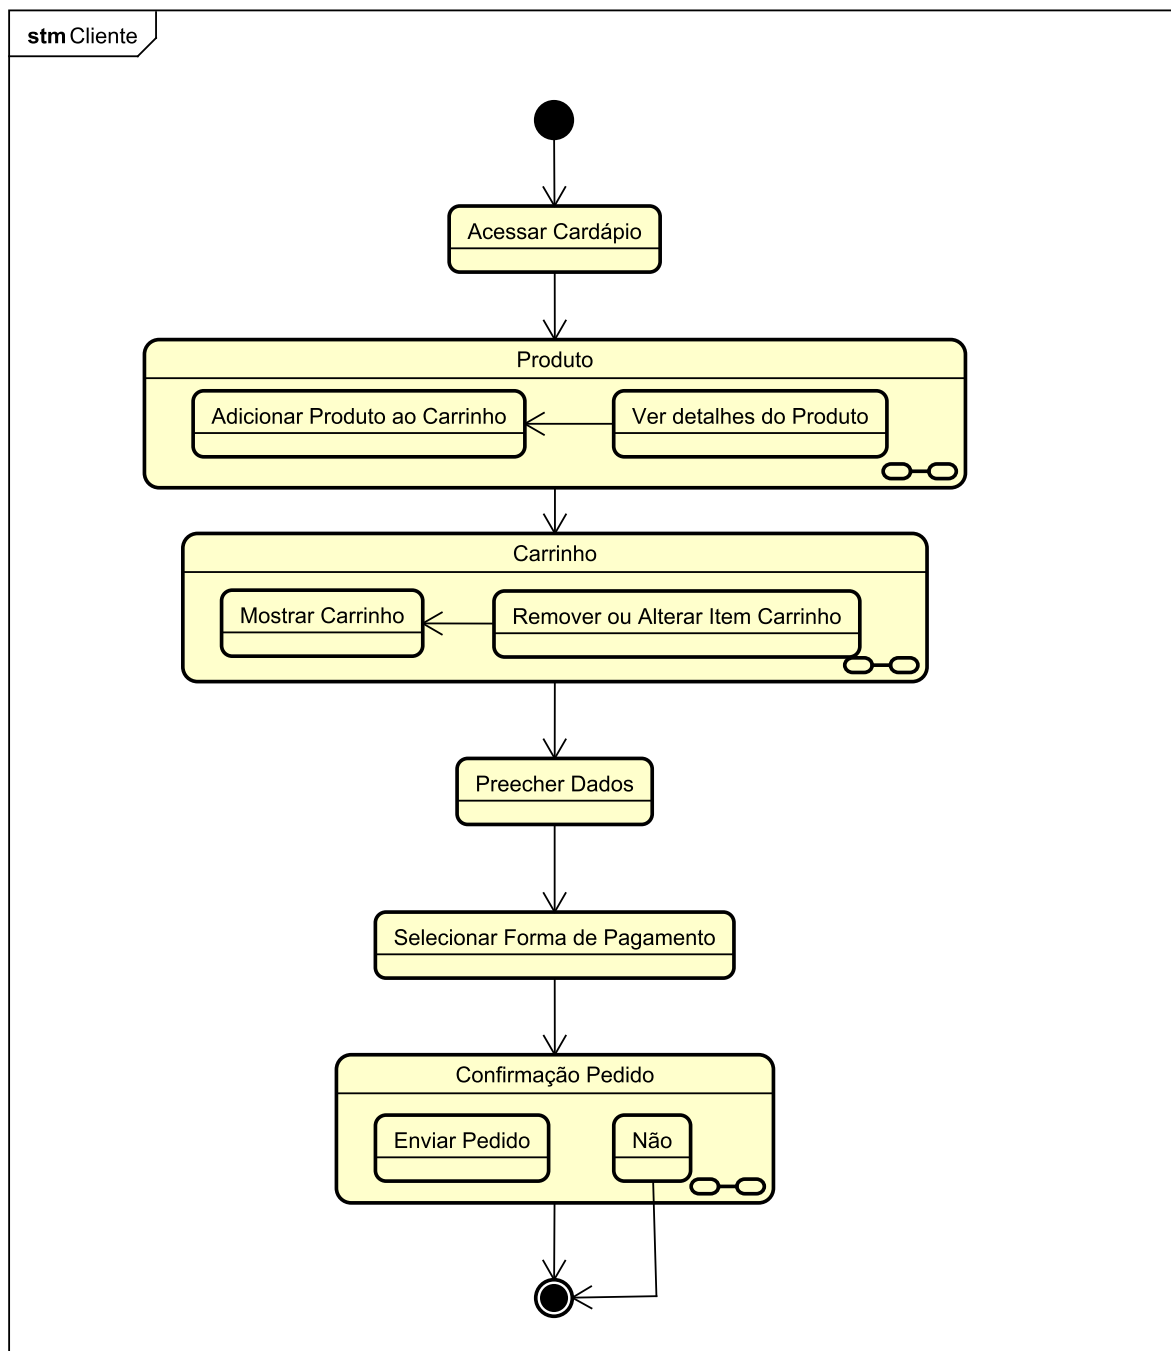 stm Cliente
Acessar Cardápio
Produto
Adicionar Produto ao Carrinho
Ver detalhes do Produto
Carrinho
Mostrar Carrinho
Remover ou Alterar Item Carrinho
Preecher Dados
Selecionar Forma de Pagamento
Confirmação Pedido
Enviar Pedido
Não